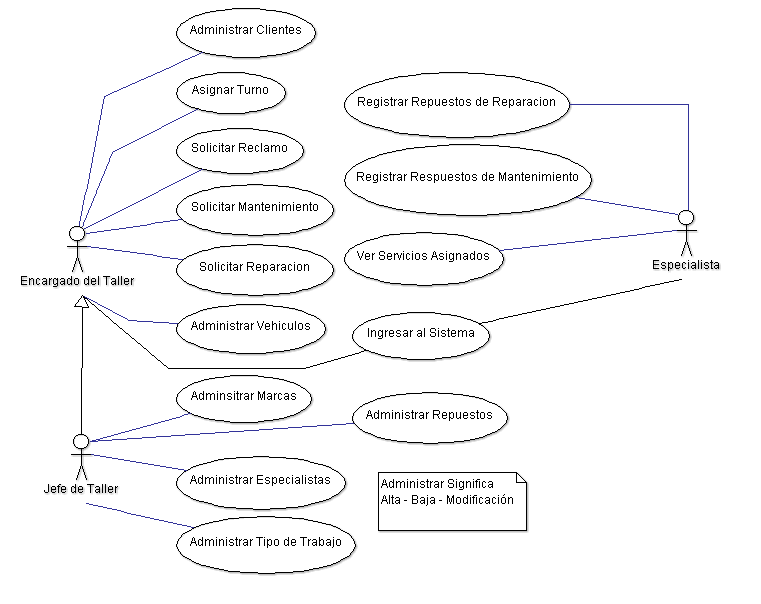 Administrar Clientes
Asignar Turno
Registrar Repuestos de Reparacion
Solicitar Reclamo
Registrar Respuestos de Mantenimiento
Solicitar Mantenimiento
Ver Servicios Asignados
Especialista
Solicitar Reparacion
Encargado del Taller
Administrar Vehiculos
Ingresar al Sistema
Adminsitrar Marcas
Administrar Repuestos
Administrar Especialistas
Jefe de Taller
Administrar Significa
Alta - Baja - Modificación
Administrar Tipo de Trabajo